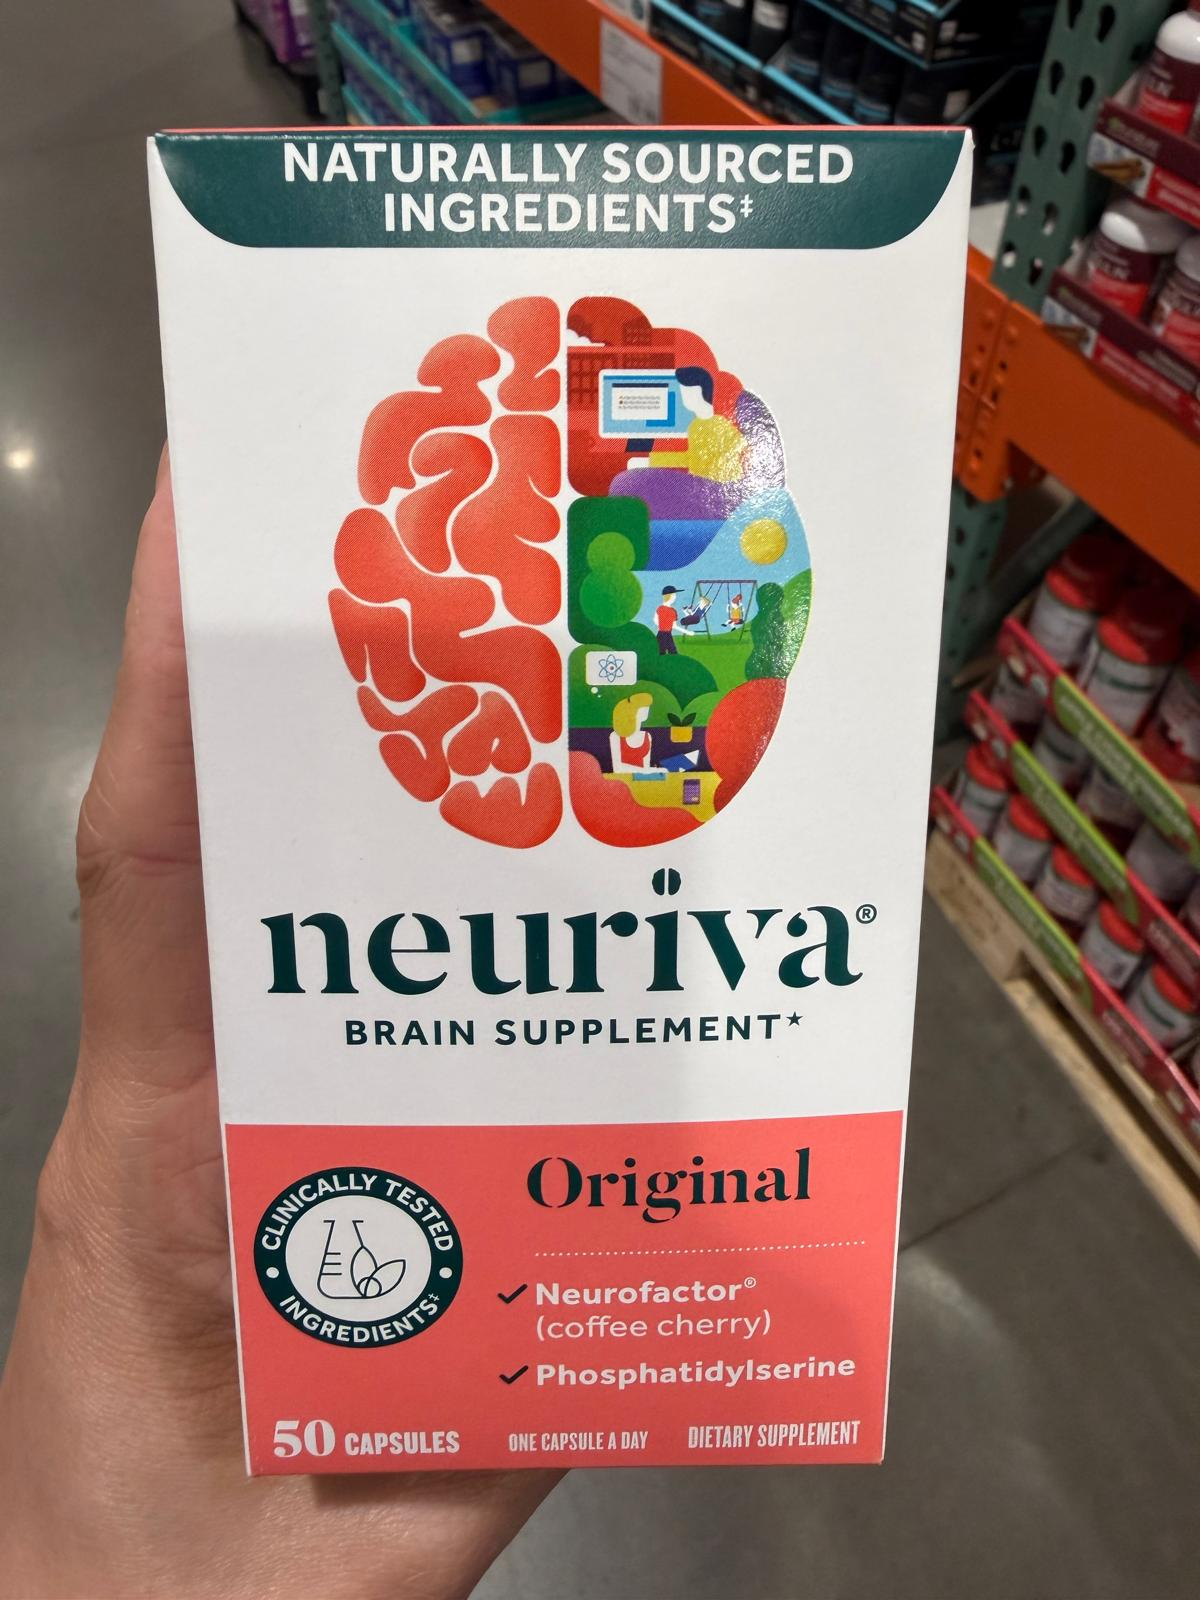 NATURALLY SOURCED
INGREDIENTS‡
neuriva®
BRAIN SUPPLEMENT★
Original
CLINICALLY TESTED
INGREDIENTS‡
Neurofactor®
(coffee cherry)
Phosphatidylserine
50 CAPSULES
ONE CAPSULE A DAY
DIETARY SUPPLEMENT